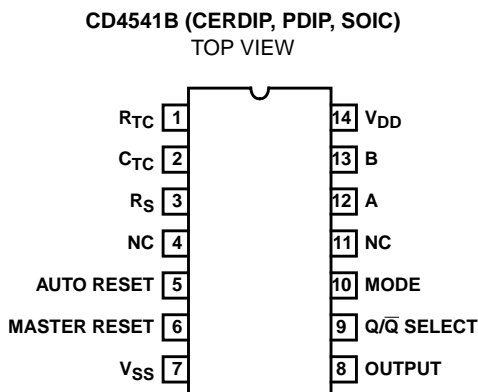 CD4541B (CERDIP, PDIP, SOIC)
TOP VIEW
RTC 1 14 VDD
CTC 2 13 B
RS 3 12 A
NC 4 11 NC
AUTO RESET 5 10 MODE
MASTER RESET 6 9 Q/Q̅ SELECT
VSS 7 8 OUTPUT